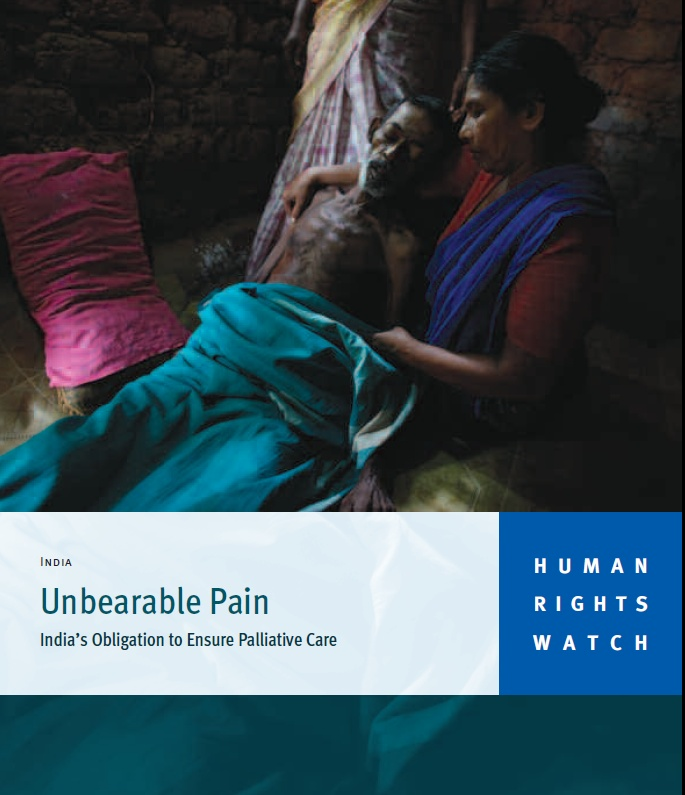 INDIA
Unbearable Pain
India’s Obligation to Ensure Palliative Care
HUMAN
RIGHTS
WATCH